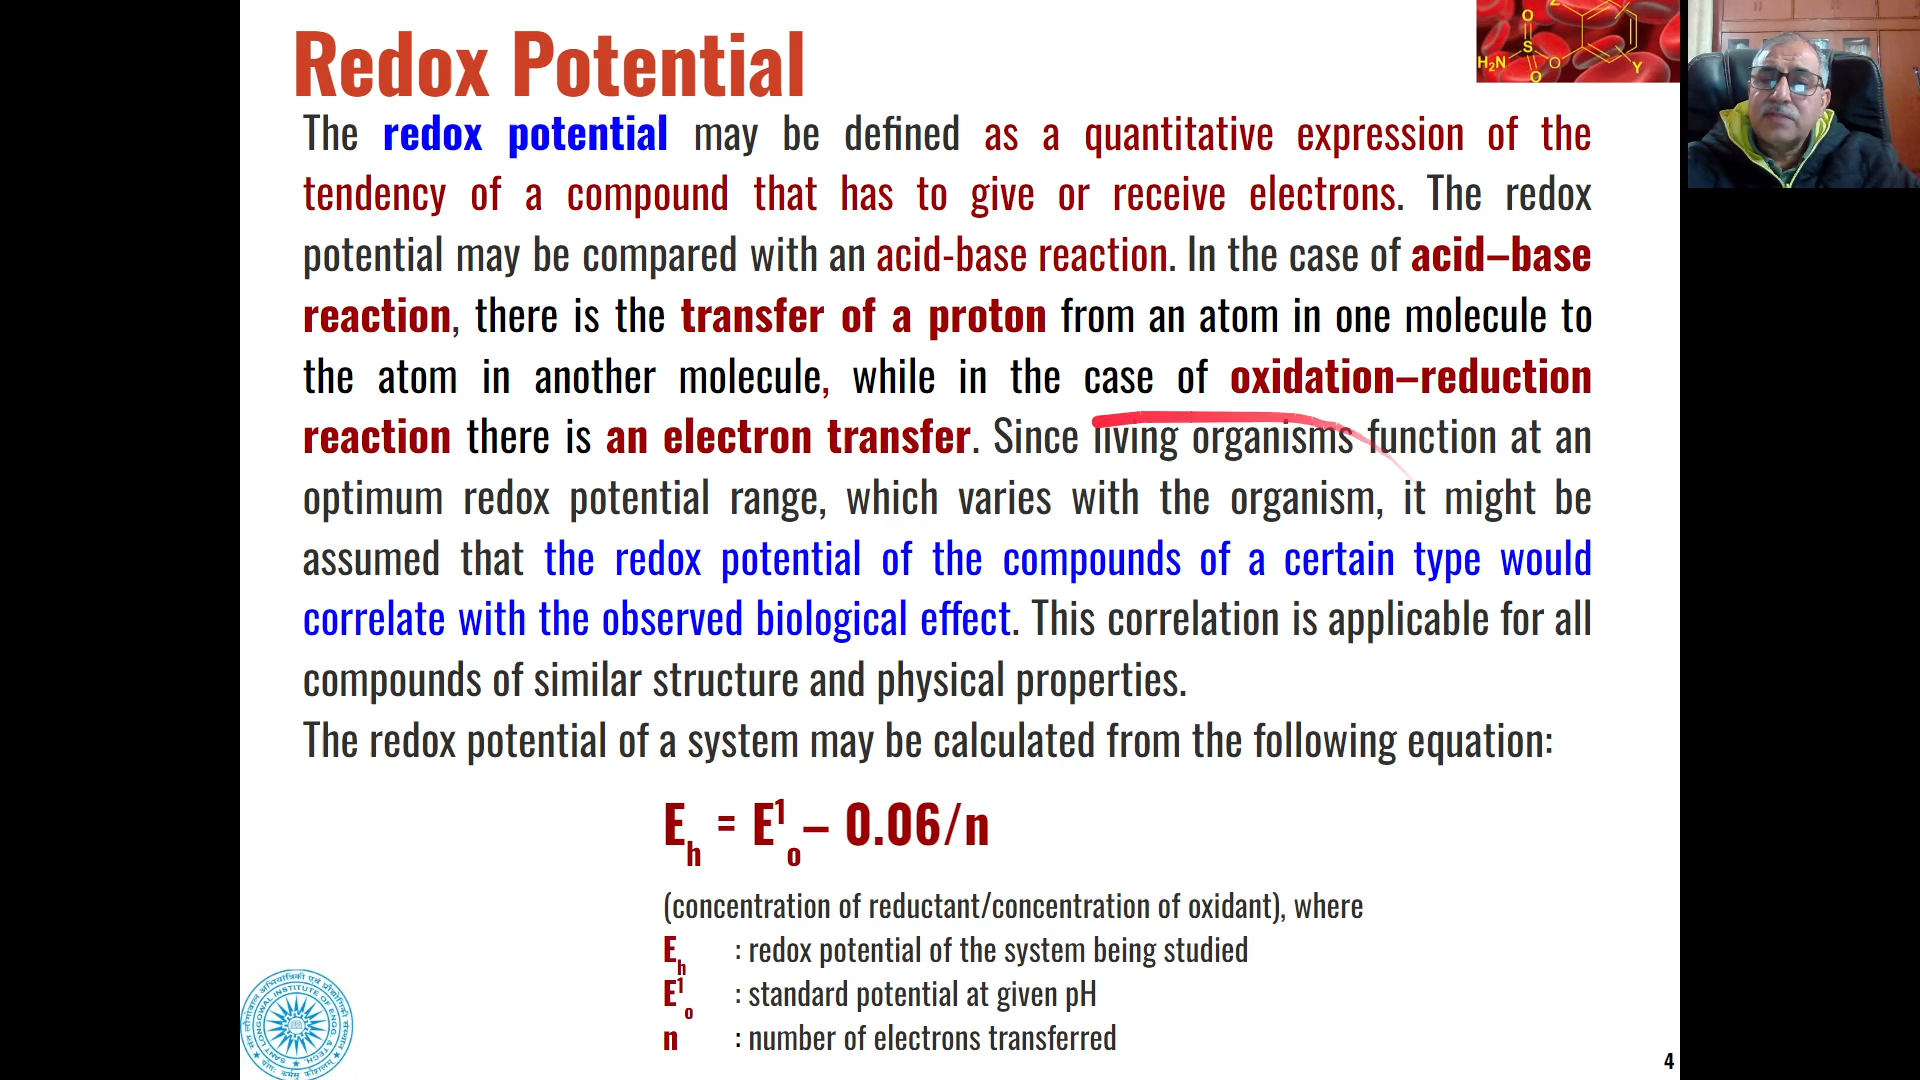 Redox Potential
The redox potential may be defined as a quantitative expression of the
tendency of a compound that has to give or receive electrons. The redox
potential may be compared with an acid-base reaction. In the case of acid–base
reaction, there is the transfer of a proton from an atom in one molecule to
the atom in another molecule, while in the case of oxidation–reduction
reaction there is an electron transfer. Since living organisms function at an
optimum redox potential range, which varies with the organism, it might be
assumed that the redox potential of the compounds of a certain type would
correlate with the observed biological effect. This correlation is applicable for all
compounds of similar structure and physical properties.
The redox potential of a system may be calculated from the following equation:
Eh = E¹o – 0.06/n
(concentration of reductant/concentration of oxidant), where
Eh : redox potential of the system being studied
E¹o : standard potential at given pH
n : number of electrons transferred
4
H₂N
O
S
O
O
Z
Y
SANT LONGOWAL INSTITUTE OF ENGG. & TECH.